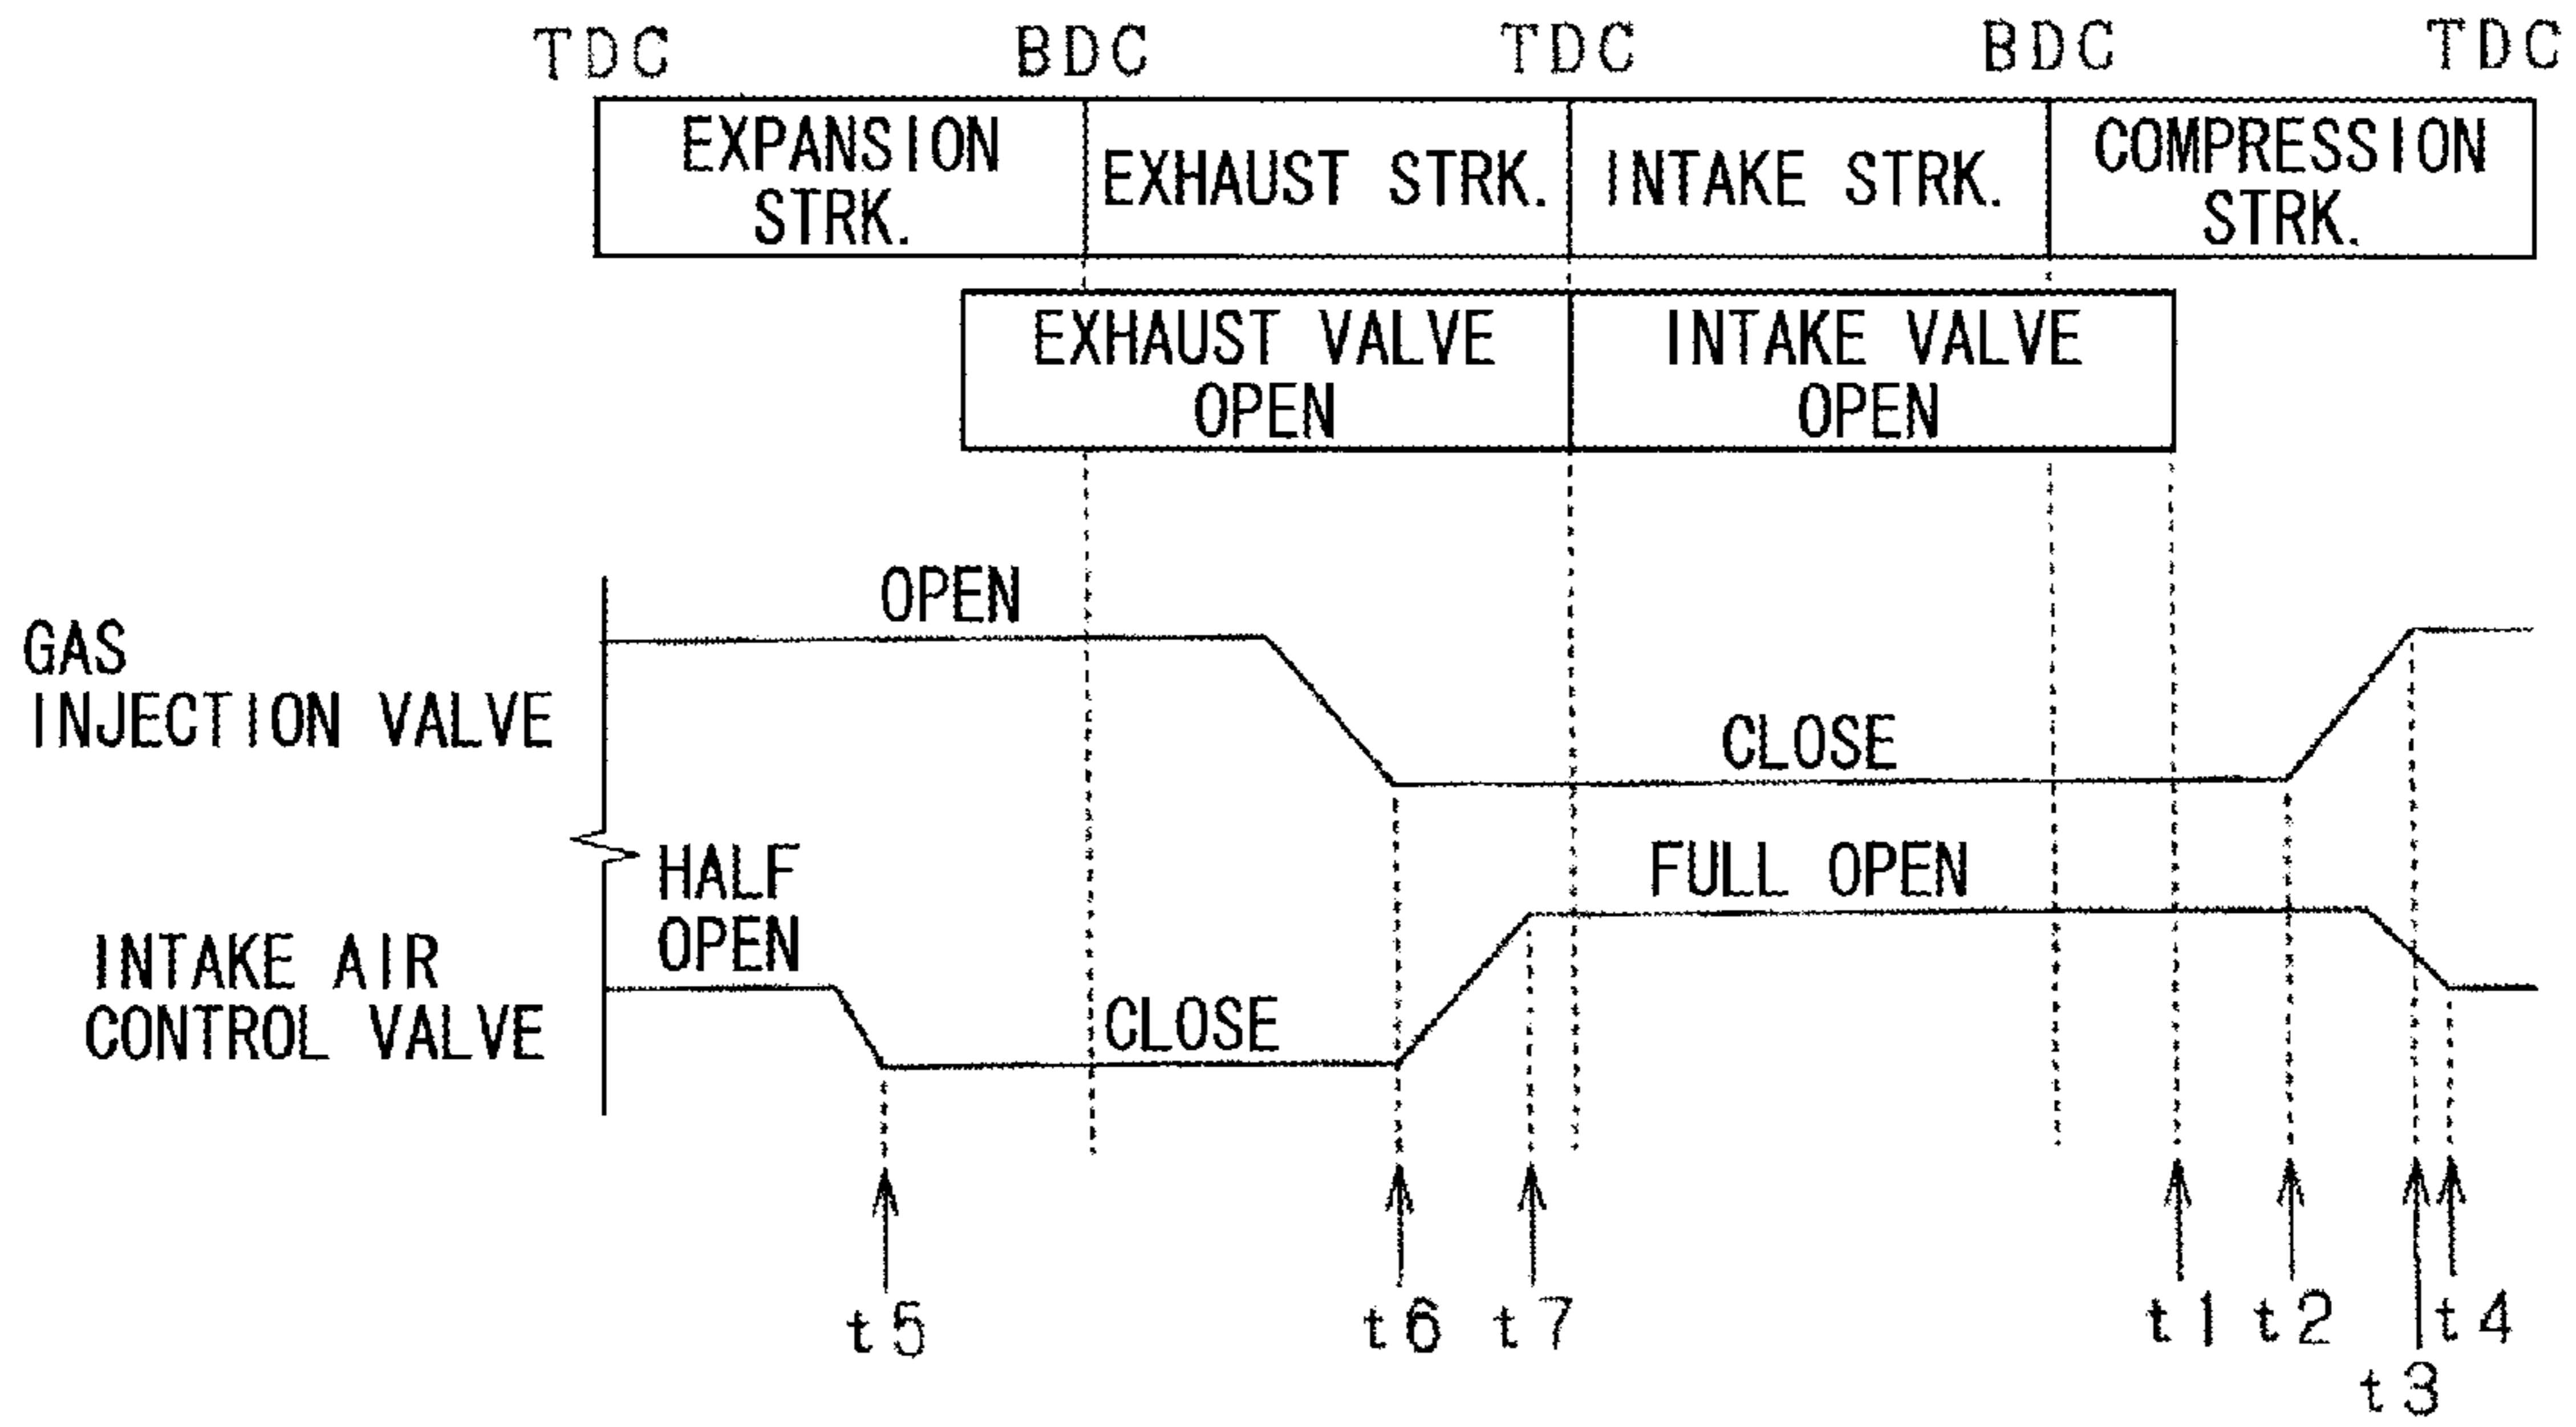 TDC BDC TDC BDC TDC
EXPANSION
STRK.
EXHAUST STRK.
INTAKE STRK.
COMPRESSION
STRK.
EXHAUST VALVE
OPEN
INTAKE VALVE
OPEN
GAS
INJECTION VALVE
OPEN
CLOSE
INTAKE AIR
CONTROL VALVE
HALF
OPEN
CLOSE
FULL OPEN
t5 t6 t7 t1 t2 t4
t3